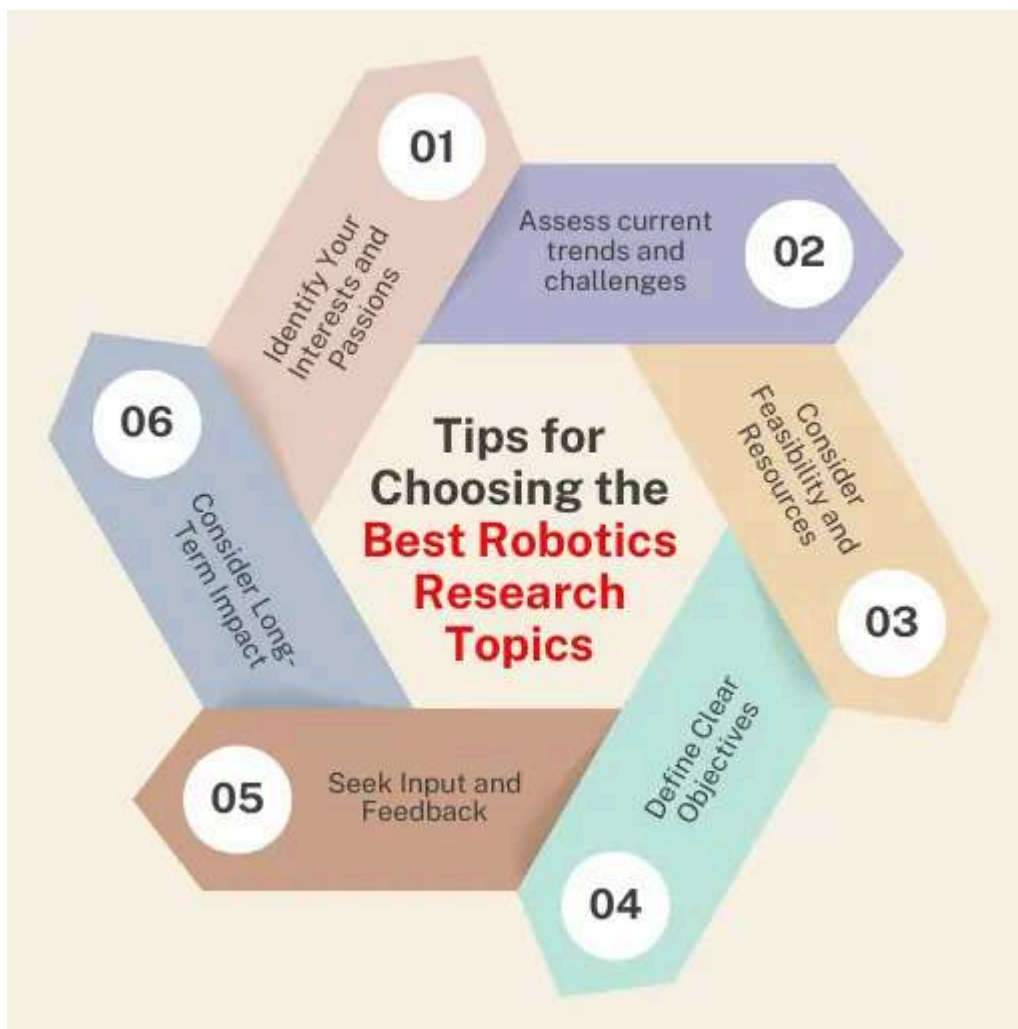 Tips for
Choosing the
Best Robotics
Research
Topics
01
Identify Your
Interests and
Passions
02
Assess current
trends and
challenges
03
Consider
Feasibility and
Resources
04
Define Clear
Objectives
05
Seek Input and
Feedback
06
Consider Long-
Term Impact